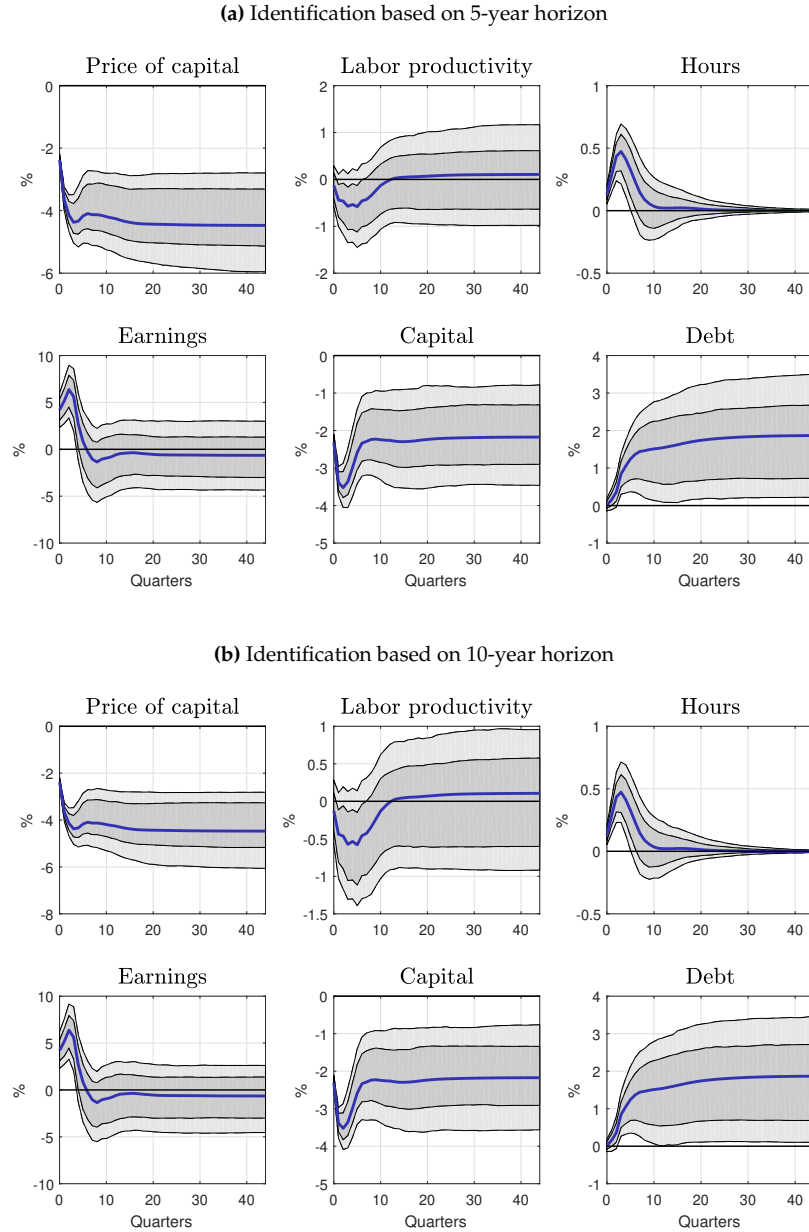 (a) Identification based on 5-year horizon
Price of capital
Labor productivity
Hours
0
-2
-4
-6
%
0 10 20 30 40
2
1
0
-1
-2
%
0 10 20 30 40
1
0.5
0
-0.5
%
0 10 20 30 40
Earnings
Capital
Debt
10
5
0
-5
-10
%
0 10 20 30 40
Quarters
0
-1
-2
-3
-4
-5
%
0 10 20 30 40
Quarters
4
3
2
1
0
-1
%
0 10 20 30 40
Quarters
(b) Identification based on 10-year horizon
Price of capital
Labor productivity
Hours
0
-2
-4
-6
-8
%
0 10 20 30 40
1
0.5
0
-0.5
-1
-1.5
%
0 10 20 30 40
1
0.5
0
-0.5
%
0 10 20 30 40
Earnings
Capital
Debt
10
5
0
-5
-10
%
0 10 20 30 40
Quarters
0
-1
-2
-3
-4
-5
%
0 10 20 30 40
Quarters
4
3
2
1
0
-1
%
0 10 20 30 40
Quarters